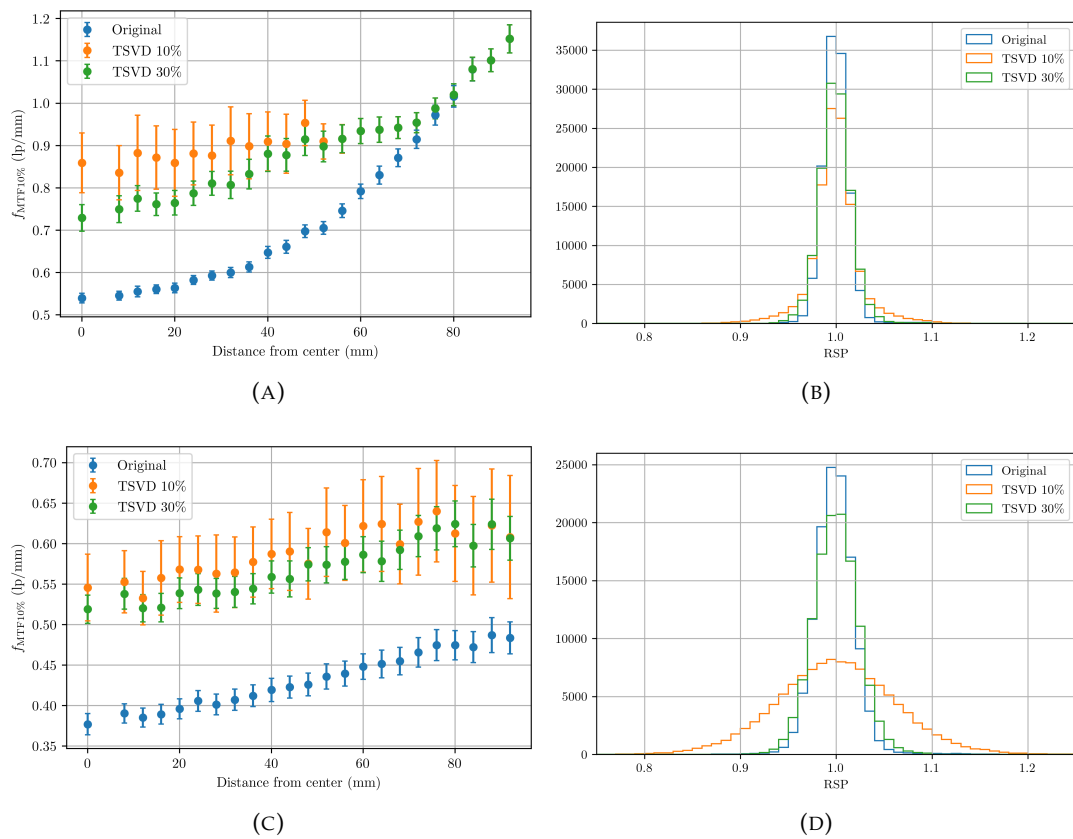 1.2
1.1
1.0
0.9
0.8
0.7
0.6
0.5
f_MTF10% (lp/mm)
Original
TSVD 10%
TSVD 30%
0 20 40 60 80
Distance from center (mm)
(A)
35000
30000
25000
20000
15000
10000
5000
0
Original
TSVD 10%
TSVD 30%
0.8 0.9 1.0 1.1 1.2
RSP
(B)
0.70
0.65
0.60
0.55
0.50
0.45
0.40
0.35
f_MTF10% (lp/mm)
Original
TSVD 10%
TSVD 30%
0 20 40 60 80
Distance from center (mm)
(C)
25000
20000
15000
10000
5000
0
Original
TSVD 10%
TSVD 30%
0.8 0.9 1.0 1.1 1.2
RSP
(D)